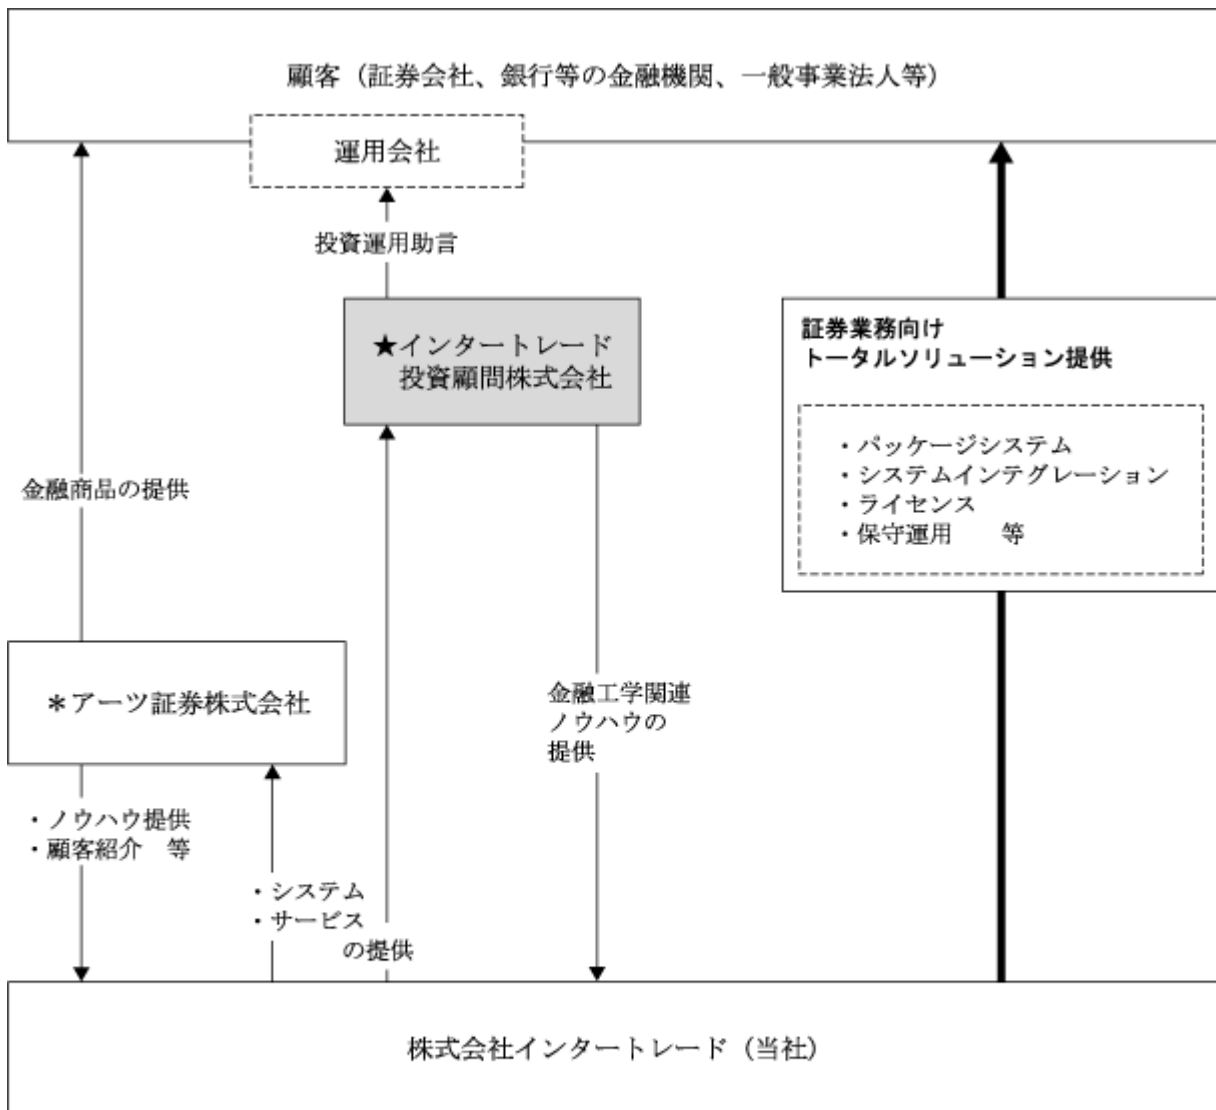 顧客（証券会社、銀行等の金融機関、一般事業法人等）
運用会社
投資運用助言
★インタートレード
投資顧問株式会社
証券業務向け
トータルソリューション提供
・パッケージシステム
・システムインテグレーション
・ライセンス
・保守運用　　等
金融商品の提供
＊アーツ証券株式会社
金融工学関連
ノウハウの
提供
・ノウハウ提供
・顧客紹介　等
・システム
・サービス
の提供
株式会社インタートレード（当社）